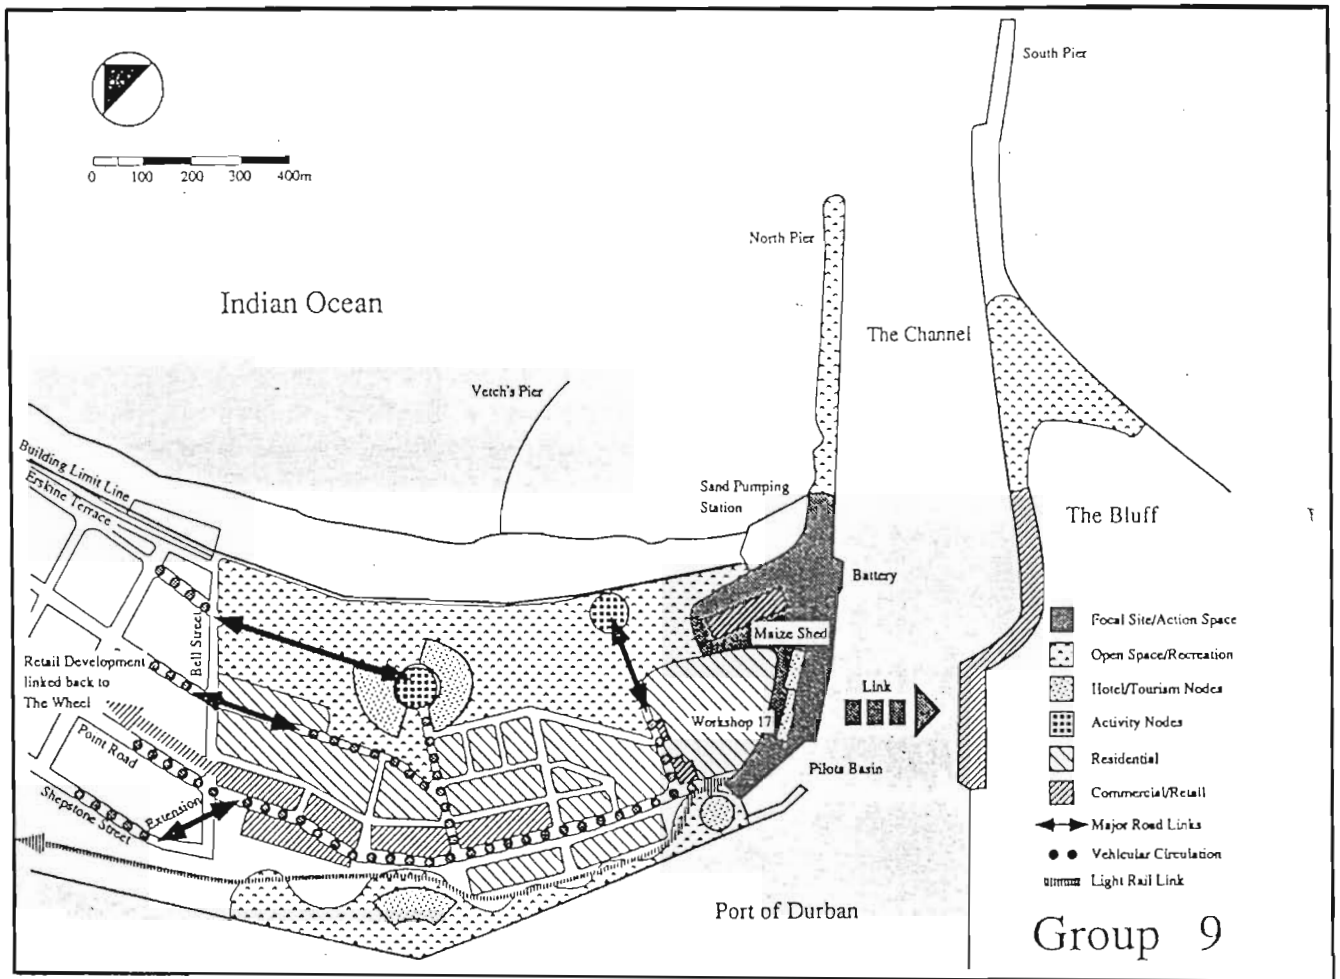 South Pier
0 100 200 300 400m
North Pier
Indian Ocean
The Channel
Vetch's Pier
Building Limit Line
Erskine Terrace
Sand Pumping
Station
The Bluff
Battery
Bell Street
Maize Shed
Retail Development
linked back to
The Wheel
Link
Workshop 17
Point Road
Pilots Basin
Shepstone Street
Extension
Port of Durban
Focal Site/Action Space
Open Space/Recreation
Hotel/Tourism Nodes
Activity Nodes
Residential
Commercial/Retail
Major Road Links
Vehicular Circulation
Light Rail Link
Group 9